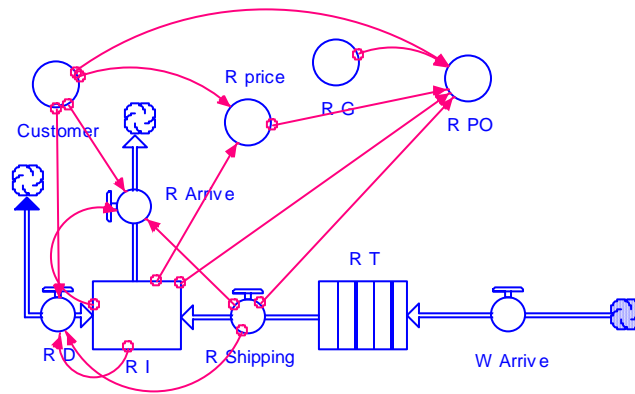 R price
Customer
R G
R PO
R Arrive
R T
R D
R I
R Shipping
W Arrive